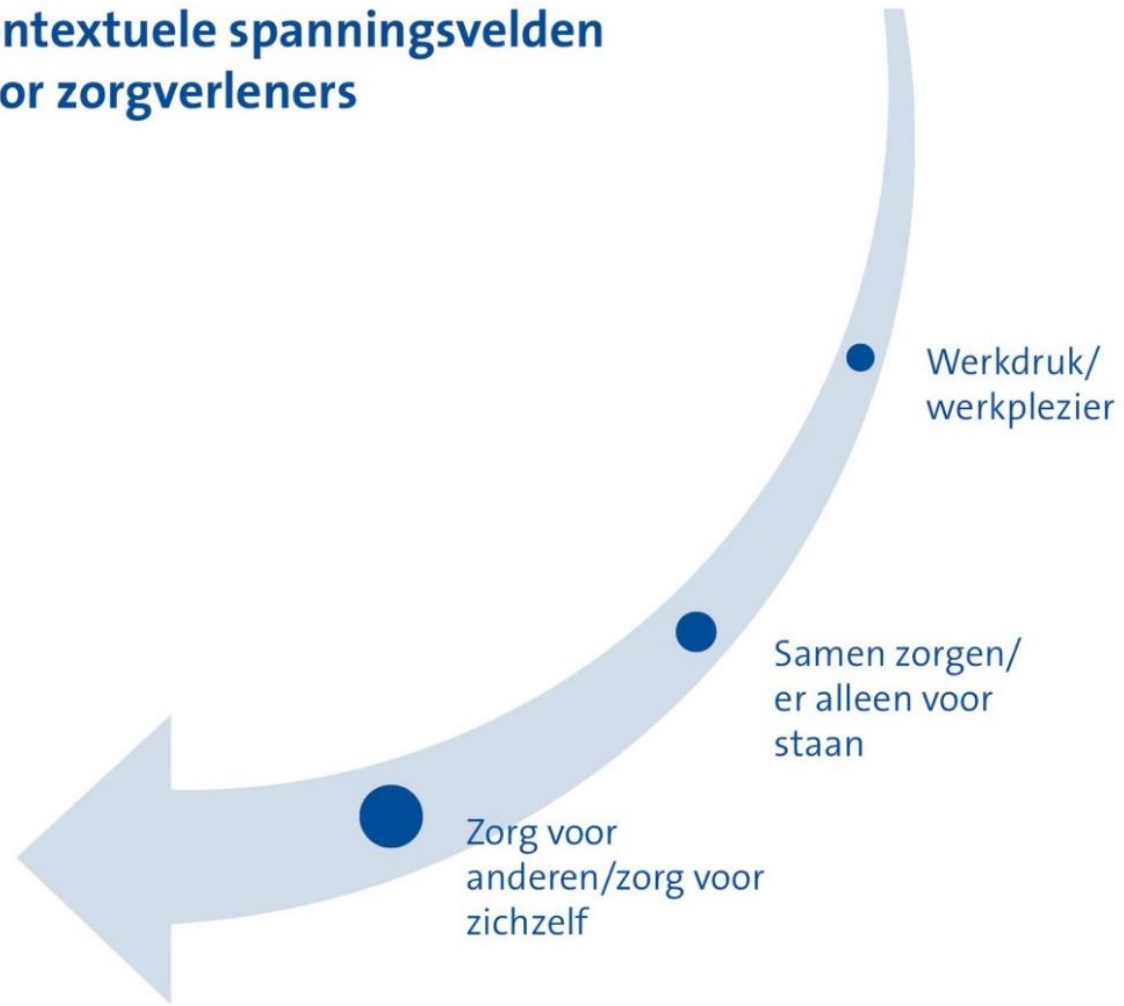 ntextuele spanningsvelden
or zorgverleners
Werkdruk/
werkplezier
Samen zorgen/
er alleen voor
staan
Zorg voor
anderen/zorg voor
zichzelf